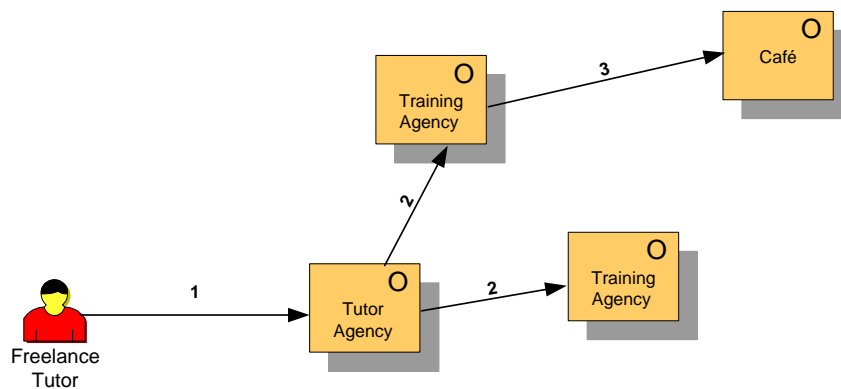 O
Café
3
O
Training
Agency
2
O
Training
Agency
2
O
Tutor
Agency
1
Freelance
Tutor